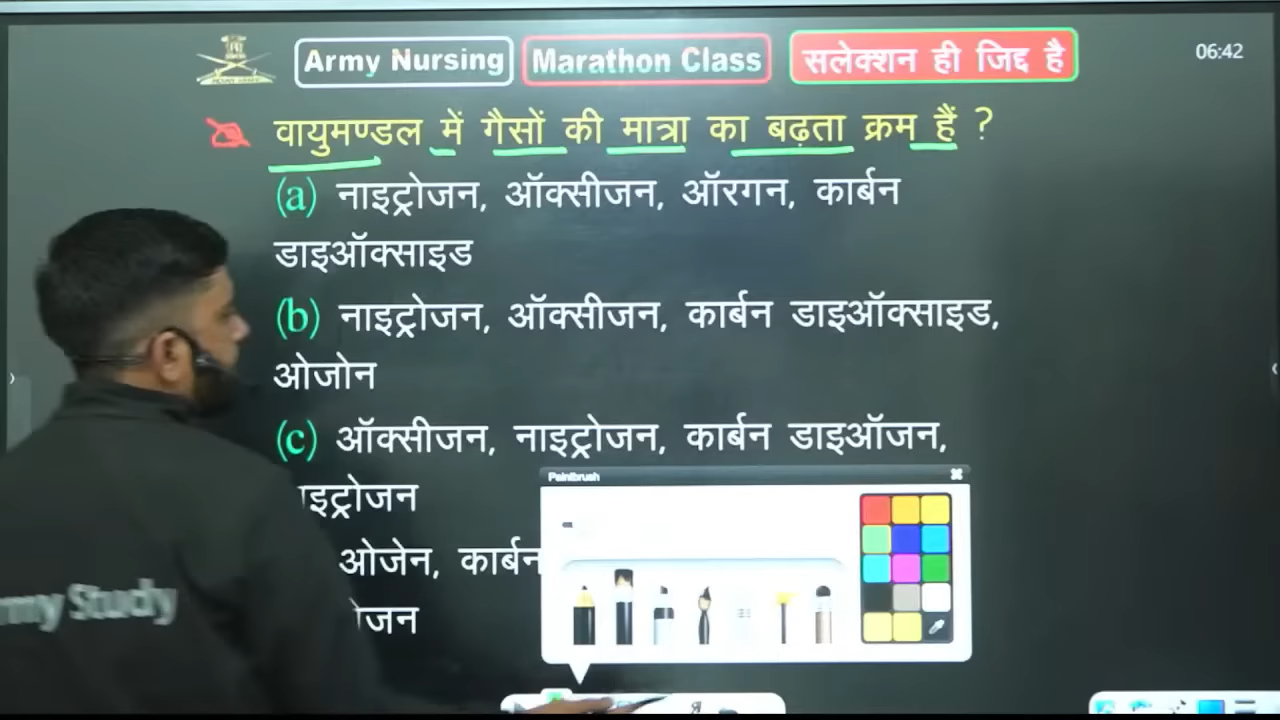 Army Nursing Marathon Class सलेक्शन ही जिद्द है 06:42
वायुमण्डल में गैसों की मात्रा का बढ़ता क्रम हैं ?
(a) नाइट्रोजन, ऑक्सीजन, ऑरगन, कार्बन
डाइऑक्साइड
(b) नाइट्रोजन, ऑक्सीजन, कार्बन डाइऑक्साइड,
ओजोन
(c) ऑक्सीजन, नाइट्रोजन, कार्बन डाइऑजन,
ाइट्रोजन
ओजेन, कार्बन
ोजन
Paintbrush
rmy Study